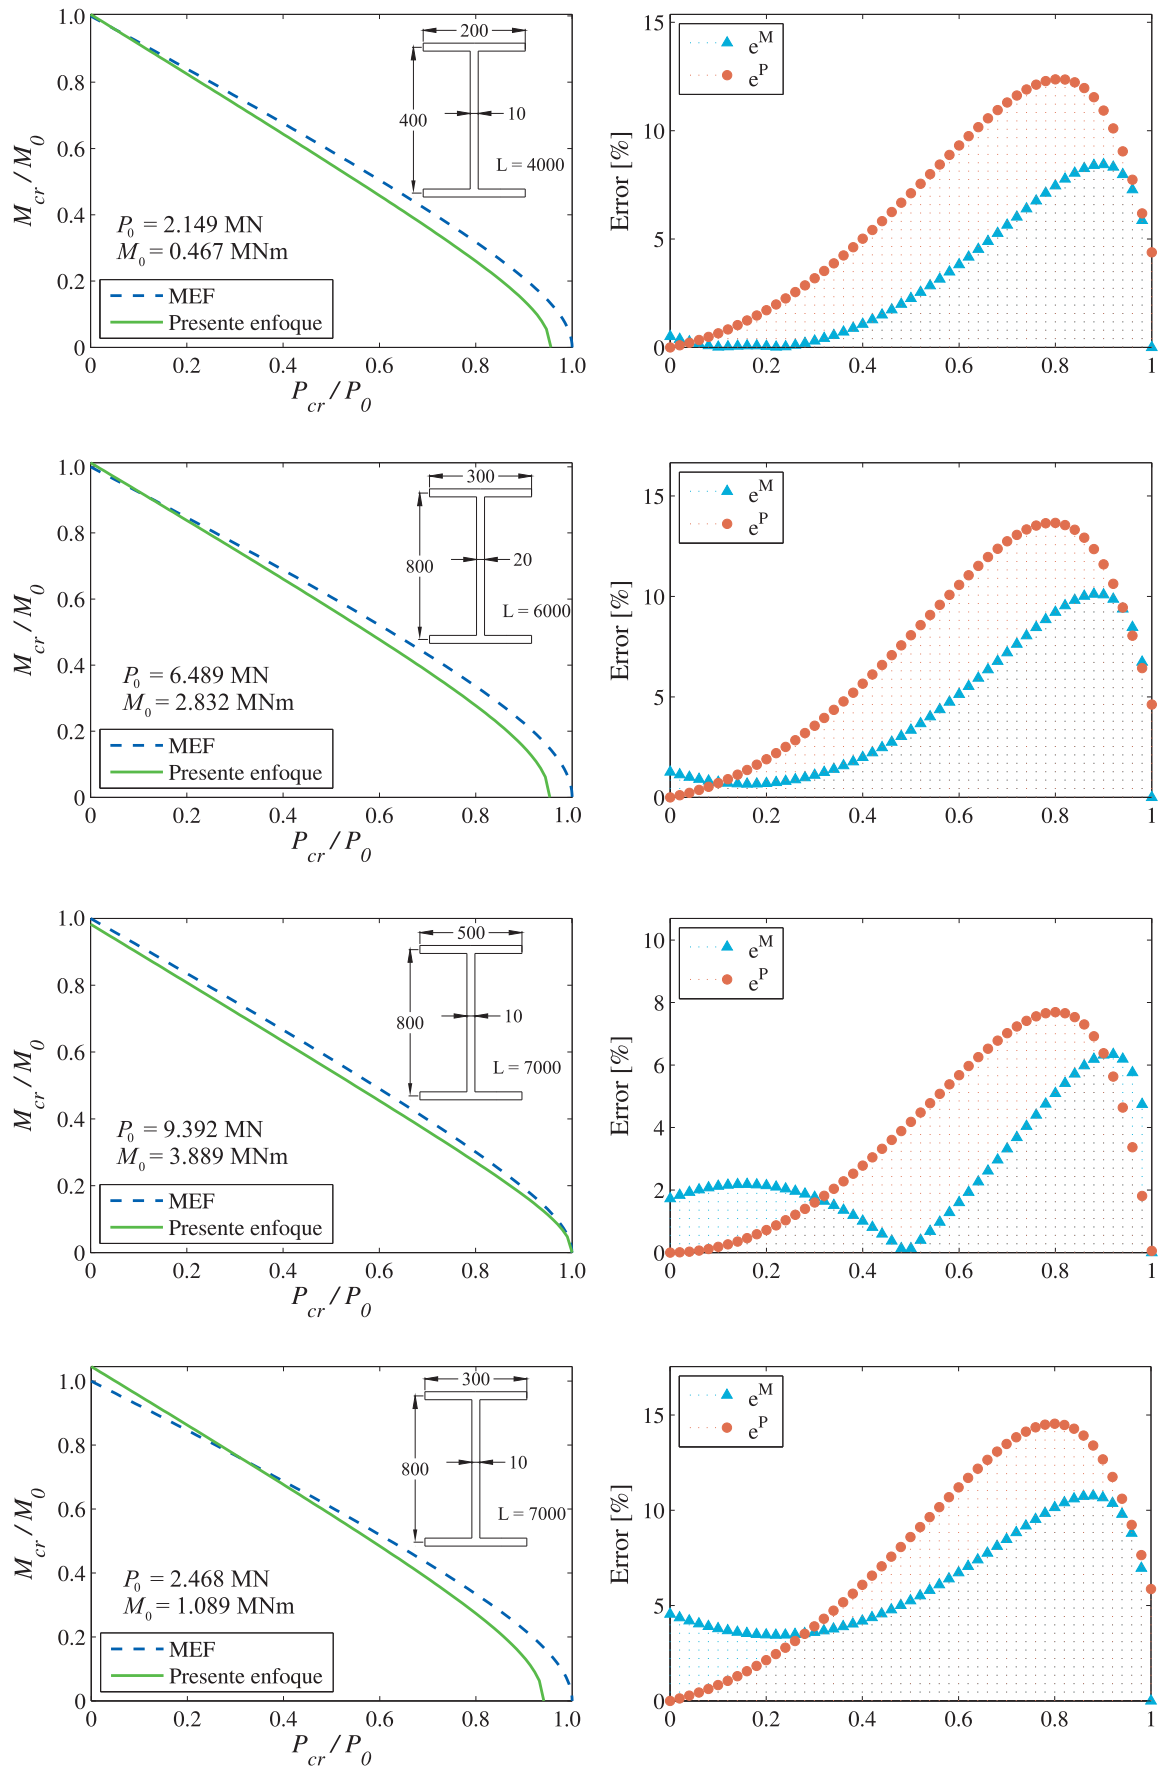 1.0
0.8
0.6
0.4
0.2
0
M_cr / M_0
200
400
10
L = 4000
P_0 = 2.149 MN
M_0 = 0.467 MNm
MEF
Presente enfoque
0 0.2 0.4 0.6 0.8 1.0
P_cr / P_0
15
10
5
0
Error [%]
e^M
e^P
0 0.2 0.4 0.6 0.8 1
1.0
0.8
0.6
0.4
0.2
0
M_cr / M_0
300
800
20
L = 6000
P_0 = 6.489 MN
M_0 = 2.832 MNm
MEF
Presente enfoque
0 0.2 0.4 0.6 0.8 1.0
P_cr / P_0
15
10
5
0
Error [%]
e^M
e^P
0 0.2 0.4 0.6 0.8 1
1.0
0.8
0.6
0.4
0.2
0
M_cr / M_0
500
800
10
L = 7000
P_0 = 9.392 MN
M_0 = 3.889 MNm
MEF
Presente enfoque
0 0.2 0.4 0.6 0.8 1.0
P_cr / P_0
10
8
6
4
2
0
Error [%]
e^M
e^P
0 0.2 0.4 0.6 0.8 1
1.0
0.8
0.6
0.4
0.2
0
M_cr / M_0
300
800
10
L = 7000
P_0 = 2.468 MN
M_0 = 1.089 MNm
MEF
Presente enfoque
0 0.2 0.4 0.6 0.8 1.0
P_cr / P_0
15
10
5
0
Error [%]
e^M
e^P
0 0.2 0.4 0.6 0.8 1